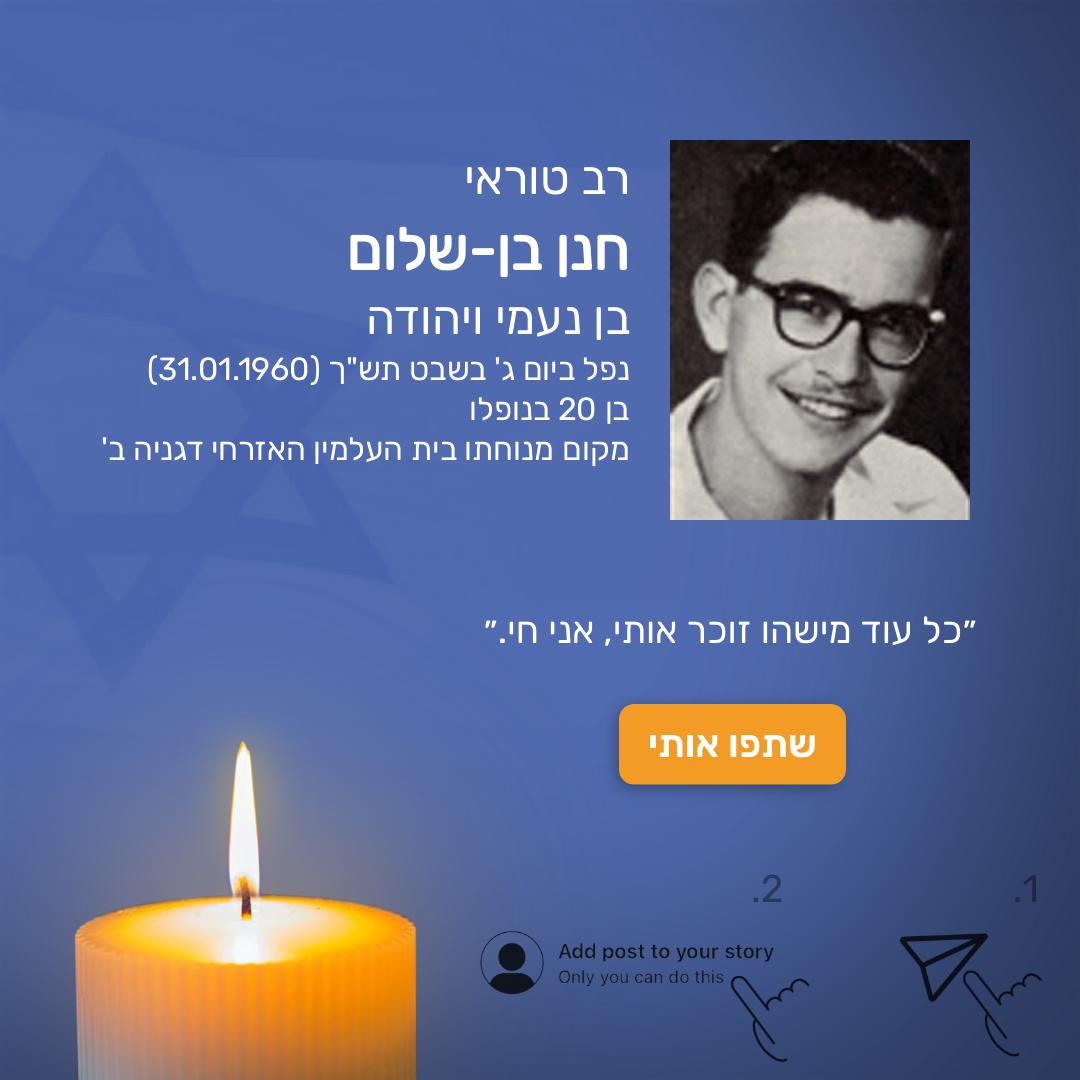 רב טוראי
חנן בן-שלום
בן נעמי ויהודה
נפל ביום ג' בשבט תש"ך (31.01.1960)
בן 20 בנופלו
מקום מנוחתו בית העלמין האזרחי דגניה ב'
״כל עוד מישהו זוכר אותי, אני חי.״
שתפו אותי
.1
.2
Add post to your story
Only you can do this